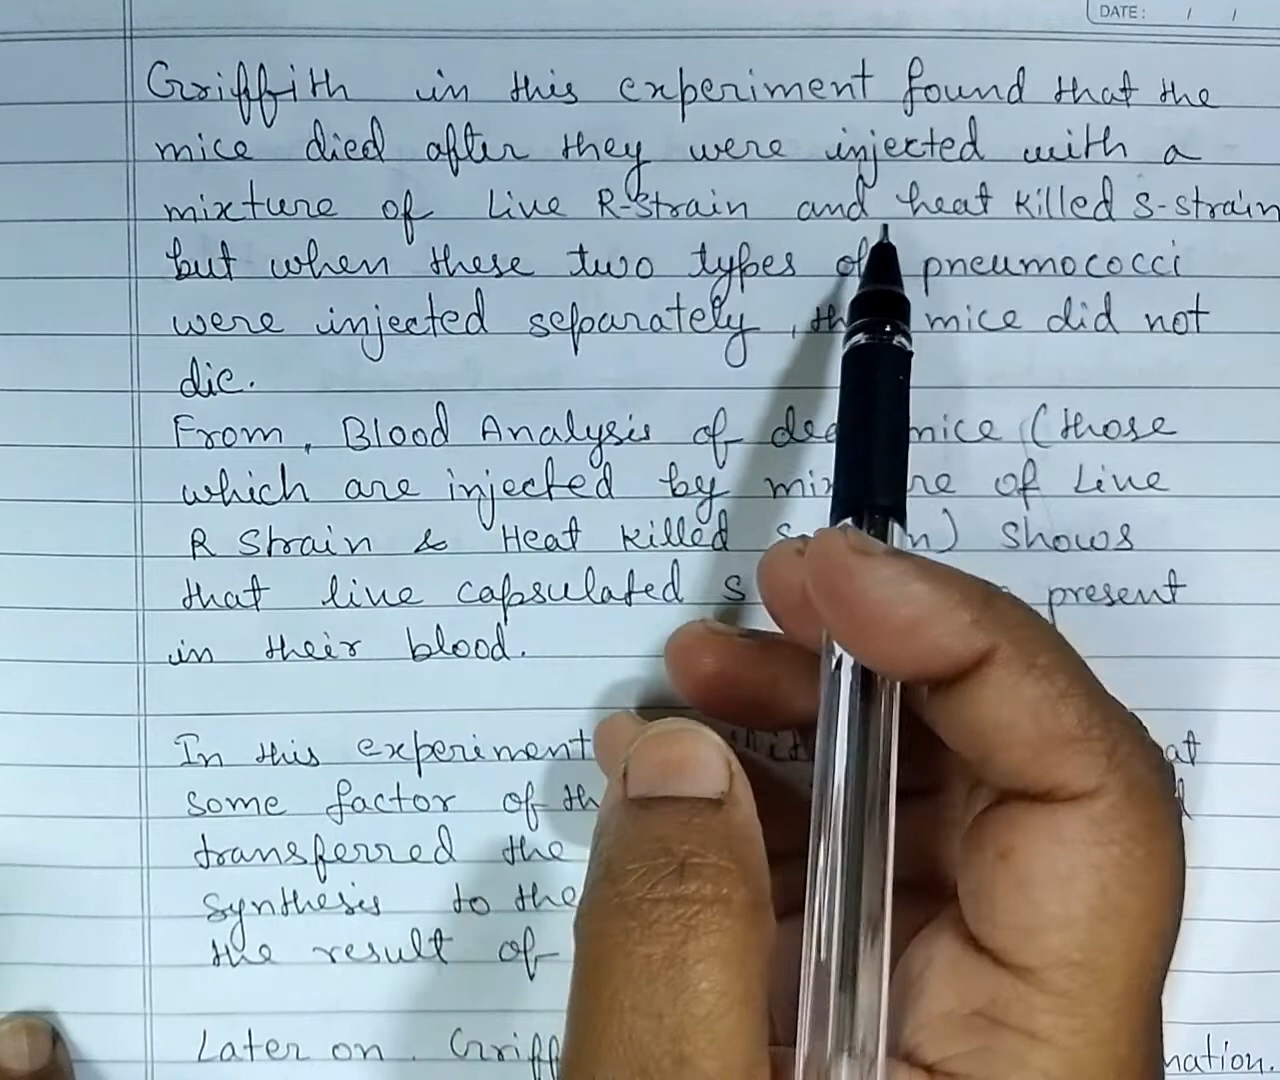 DATE: / /
Griffith in this experiment found that the
mice died after they were injected with a
mixture of Live R-Strain and heat killed S-strain
but when these two types of pneumococci
were injected separately, mice did not
die.
From, Blood Analysis of mice (those
which are injected by of Live
R Strain & Heat killed shows
that live capsulated S present
in their blood.
In this experiment
some factor of
transferred the
synthesis to the
the result of
Later on.